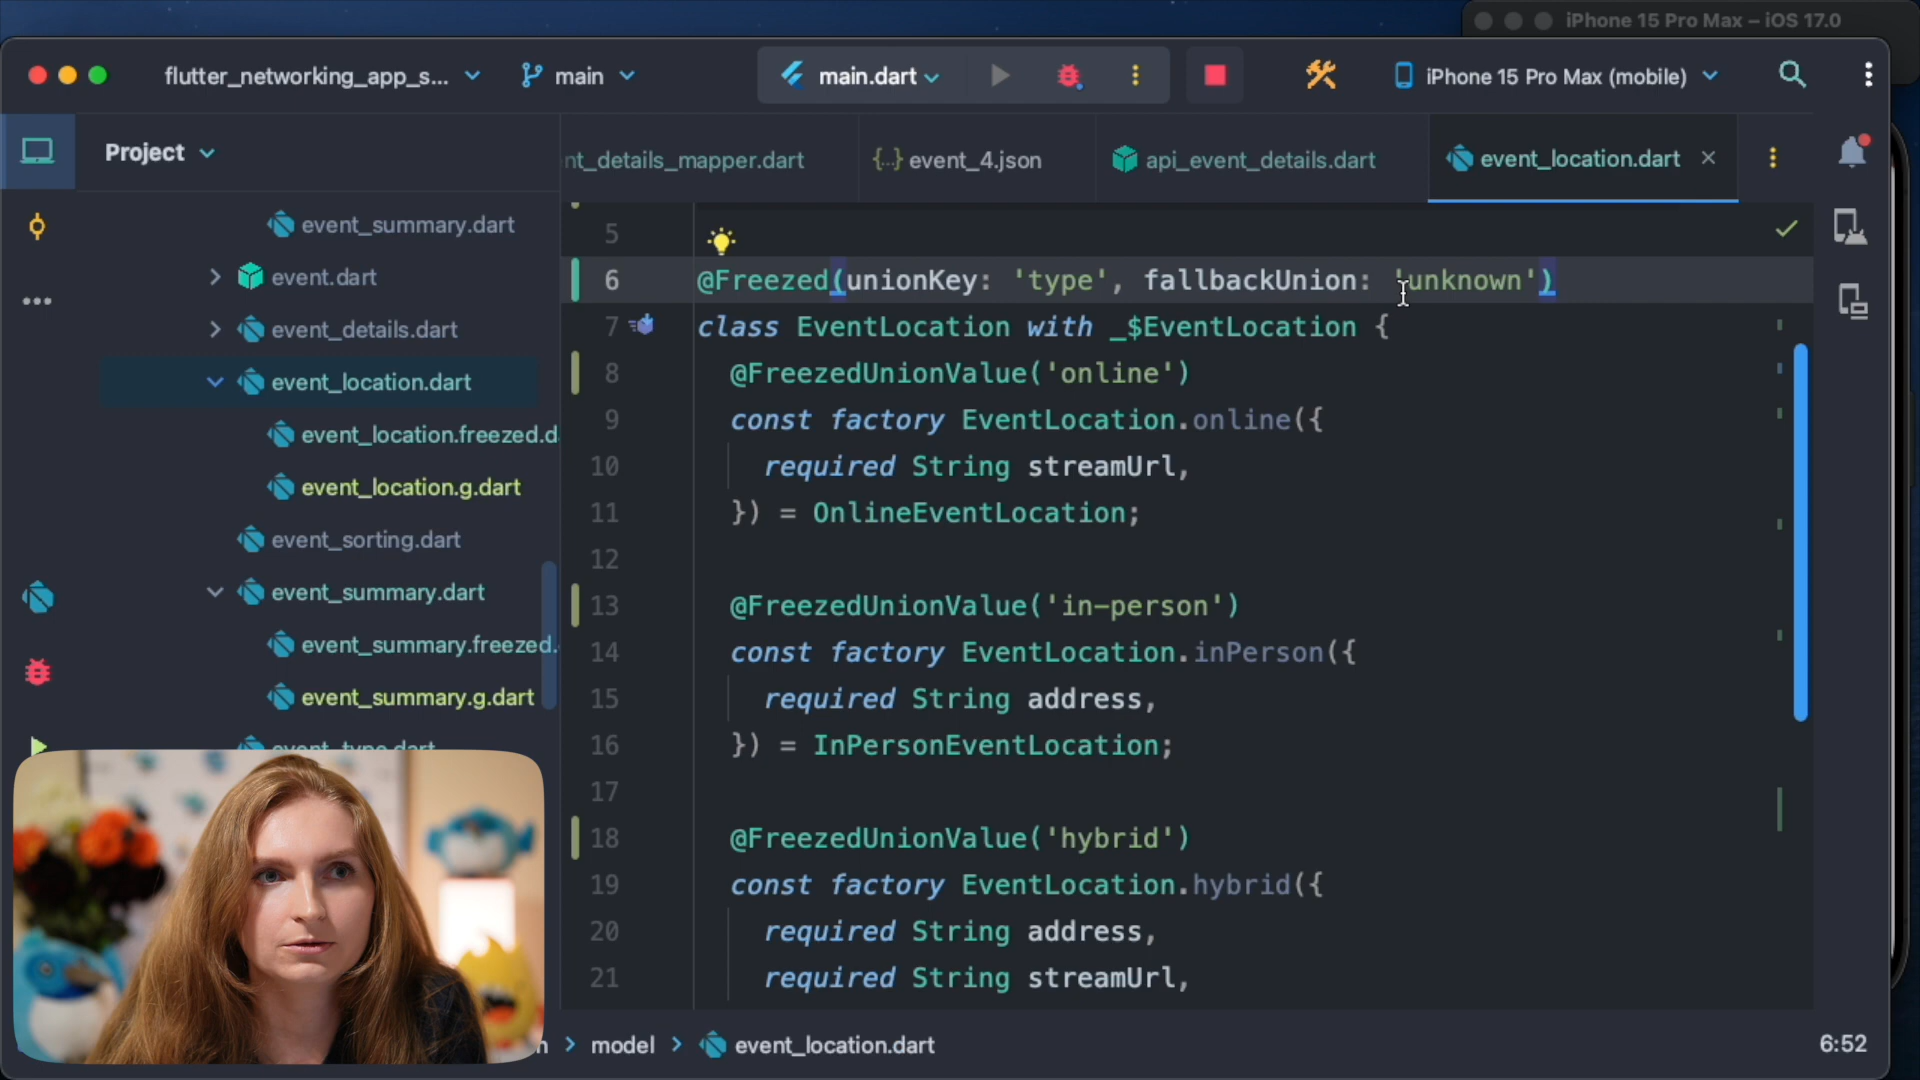 iPhone 15 Pro Max – iOS 17.0
flutter_networking_app_s...
main
main.dart
iPhone 15 Pro Max (mobile)
Project
nt_details_mapper.dart
event_4.json
api_event_details.dart
event_location.dart
event_summary.dart
event.dart
event_details.dart
event_location.dart
event_location.freezed.d
event_location.g.dart
event_sorting.dart
event_summary.dart
event_summary.freezed.
event_summary.g.dart
event_type.dart
5
6 @Freezed(unionKey: 'type', fallbackUnion: 'unknown')
7 class EventLocation with _$EventLocation {
8 @FreezedUnionValue('online')
9 const factory EventLocation.online({
10 required String streamUrl,
11 }) = OnlineEventLocation;
12
13 @FreezedUnionValue('in-person')
14 const factory EventLocation.inPerson({
15 required String address,
16 }) = InPersonEventLocation;
17
18 @FreezedUnionValue('hybrid')
19 const factory EventLocation.hybrid({
20 required String address,
21 required String streamUrl,
n > model > event_location.dart
6:52